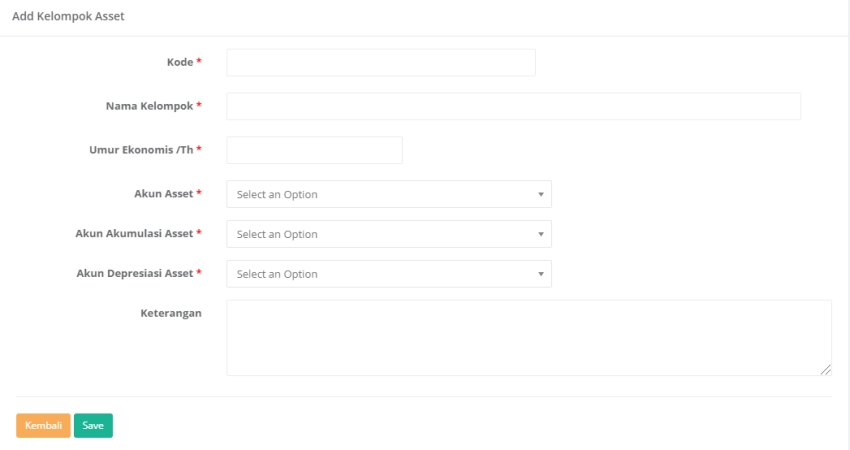 Add Kelompok Asset
Kode *
Nama Kelompok *
Umur Ekonomis /Th *
Akun Asset * Select an Option
Akun Akumulasi Asset * Select an Option
Akun Depresiasi Asset * Select an Option
Keterangan
Kembali Save